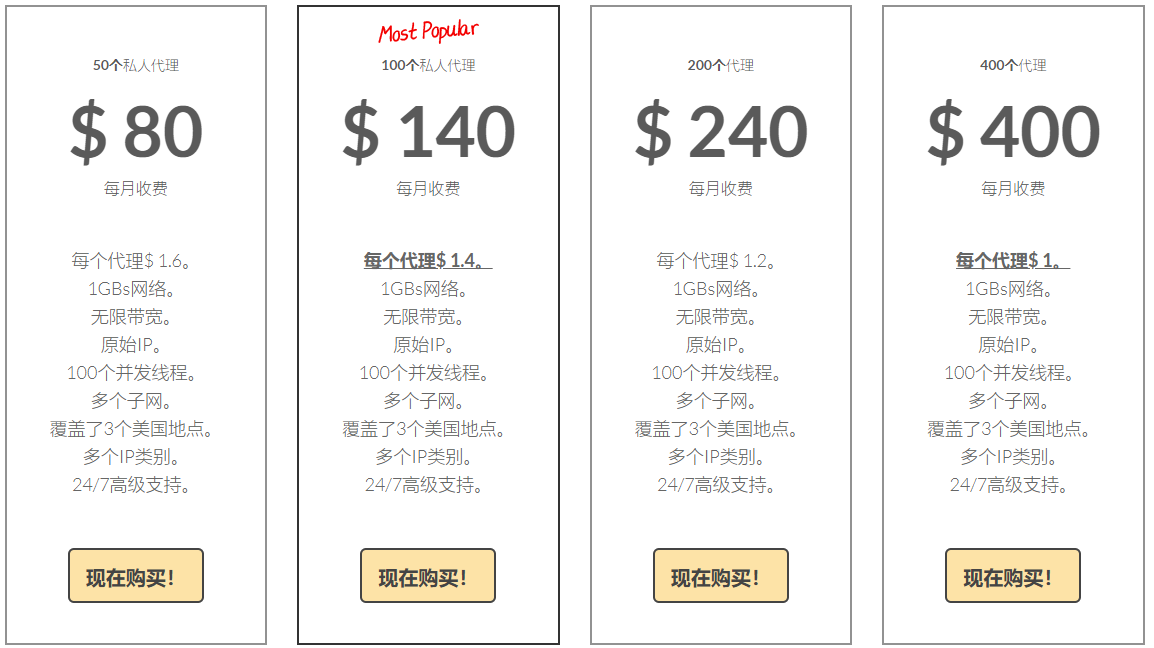 50个私人代理
$ 80
每月收费
每个代理$ 1.6。
1GBs网络。
无限带宽。
原始IP。
100个并发线程。
多个子网。
覆盖了3个美国地点。
多个IP类别。
24/7高级支持。
现在购买！
Most Popular
100个私人代理
$ 140
每月收费
每个代理$ 1.4。
1GBs网络。
无限带宽。
原始IP。
100个并发线程。
多个子网。
覆盖了3个美国地点。
多个IP类别。
24/7高级支持。
现在购买！
200个代理
$ 240
每月收费
每个代理$ 1.2。
1GBs网络。
无限带宽。
原始IP。
100个并发线程。
多个子网。
覆盖了3个美国地点。
多个IP类别。
24/7高级支持。
现在购买！
400个代理
$ 400
每月收费
每个代理$ 1。
1GBs网络。
无限带宽。
原始IP。
100个并发线程。
多个子网。
覆盖了3个美国地点。
多个IP类别。
24/7高级支持。
现在购买！